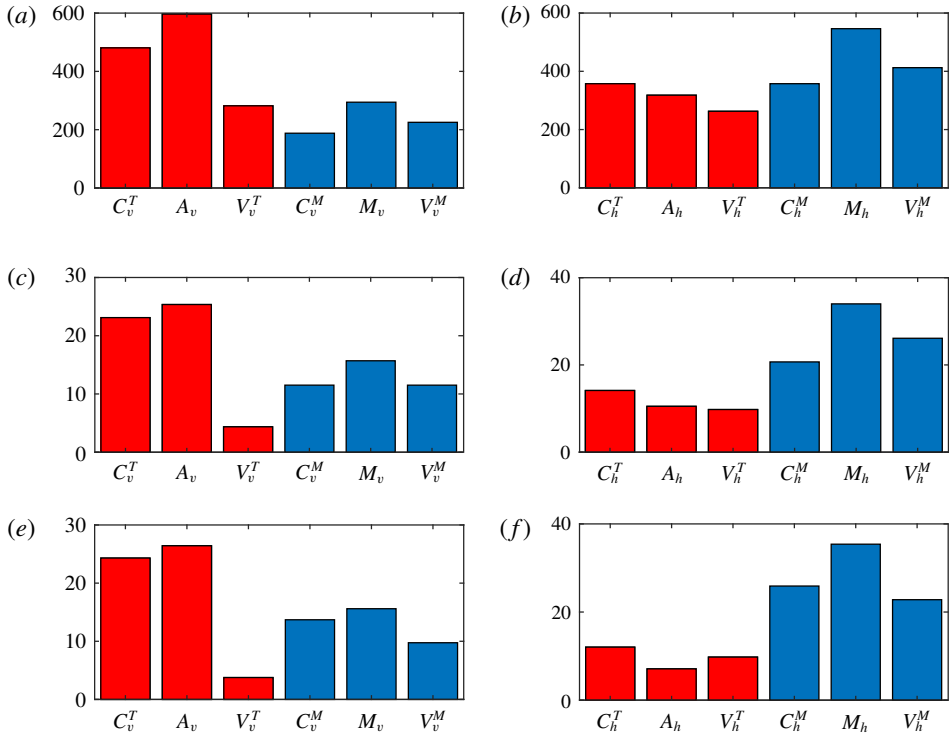 (a)
600
400
200
0
C_v^T A_v V_v^T C_v^M M_v V_v^M
(b)
600
400
200
0
C_h^T A_h V_h^T C_h^M M_h V_h^M
(c)
30
20
10
0
C_v^T A_v V_v^T C_v^M M_v V_v^M
(d)
40
20
0
C_h^T A_h V_h^T C_h^M M_h V_h^M
(e)
30
20
10
0
C_v^T A_v V_v^T C_v^M M_v V_v^M
(f)
40
20
0
C_h^T A_h V_h^T C_h^M M_h V_h^M